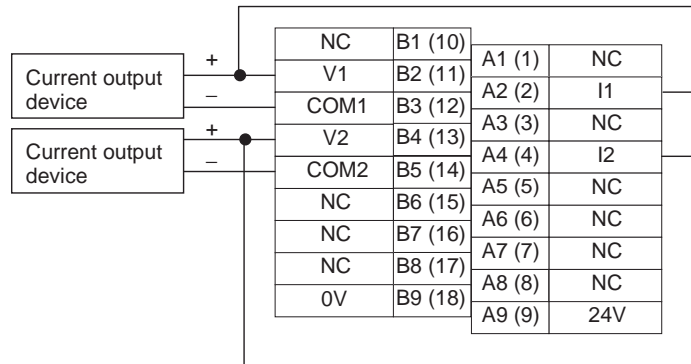 Current output
device
+
–
Current output
device
+
–
NC B1 (10)
V1 B2 (11)
COM1 B3 (12)
V2 B4 (13)
COM2 B5 (14)
NC B6 (15)
NC B7 (16)
NC B8 (17)
0V B9 (18)
A1 (1) NC
A2 (2) I1
A3 (3) NC
A4 (4) I2
A5 (5) NC
A6 (6) NC
A7 (7) NC
A8 (8) NC
A9 (9) 24V